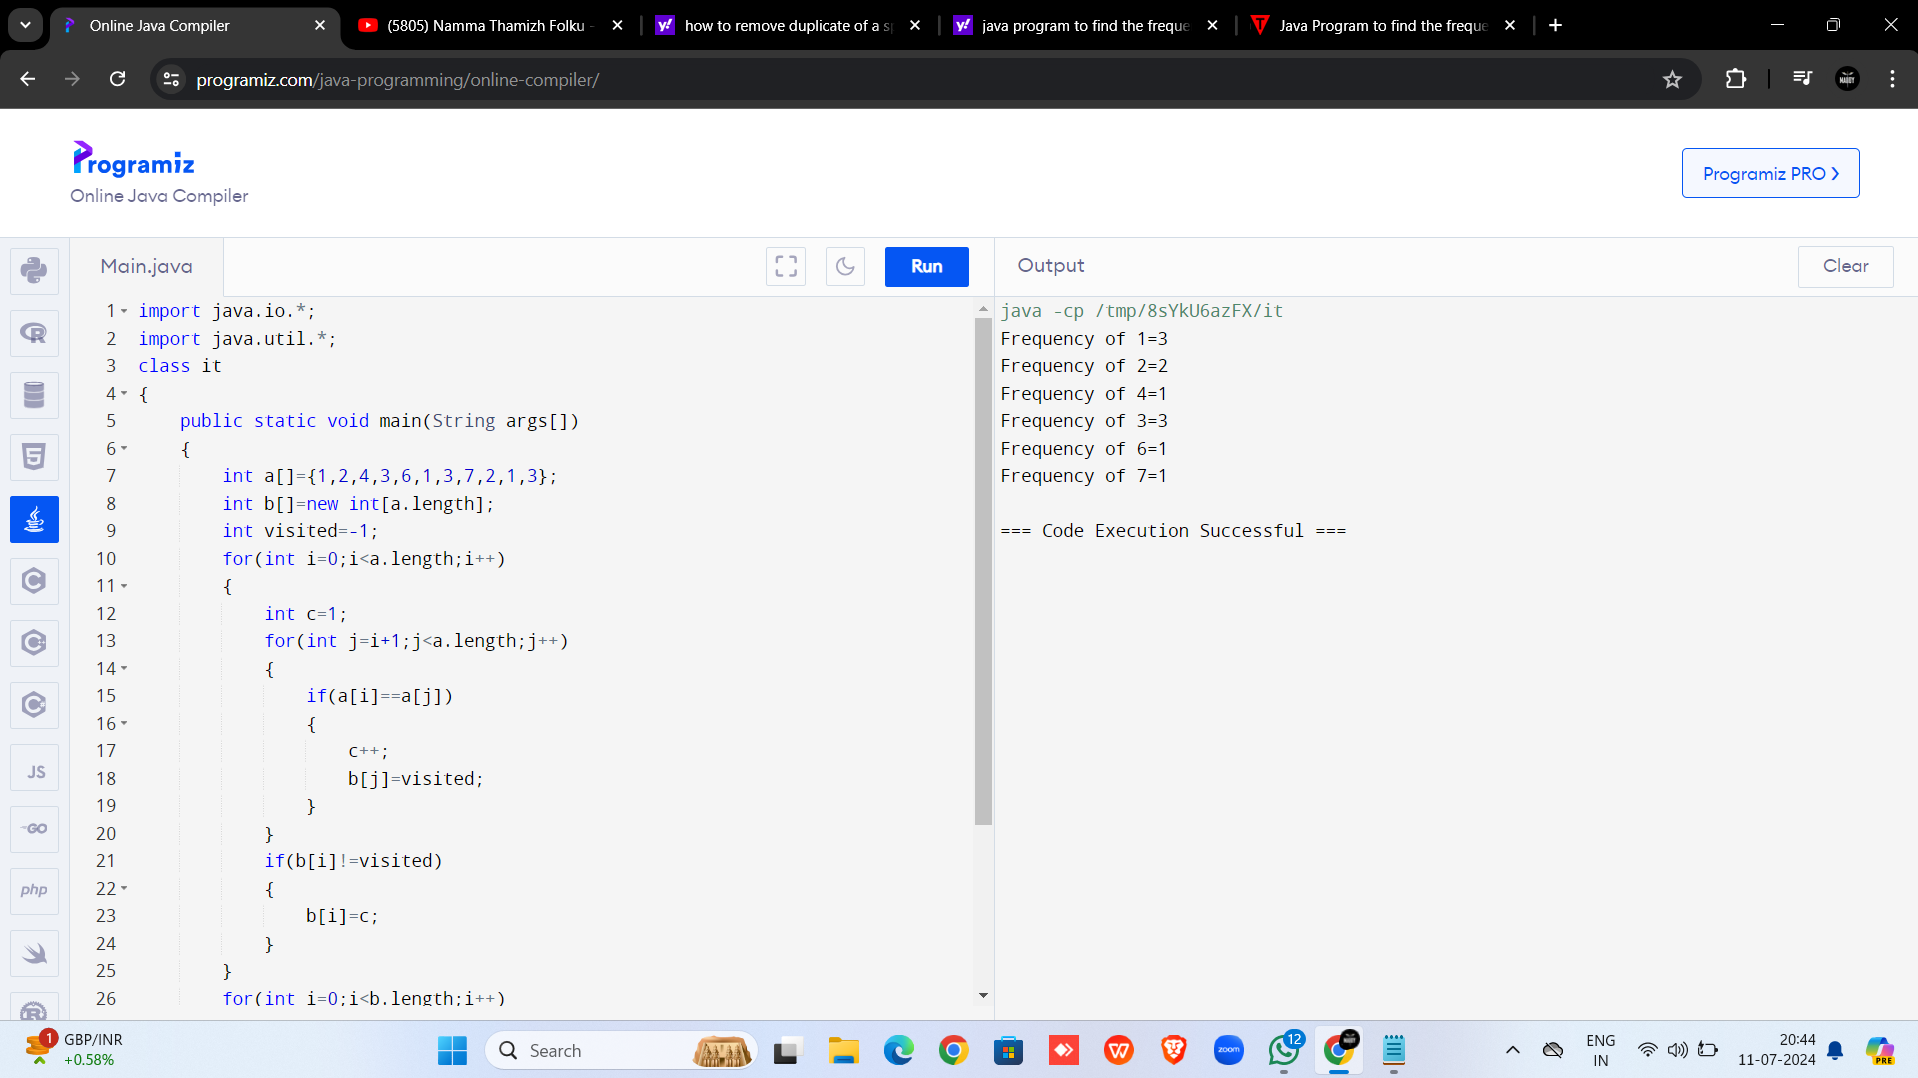 Online Java Compiler
(5805) Namma Thamizh Folku -
how to remove duplicate of a sp
java program to find the freque
Java Program to find the freque
programiz.com/java-programming/online-compiler/
Programiz
Online Java Compiler
Programiz PRO
Main.java
Run
Output
Clear
1 import java.io.*;
2 import java.util.*;
3 class it
4 {
5 public static void main(String args[])
6 {
7 int a[]={1,2,4,3,6,1,3,7,2,1,3};
8 int b[]=new int[a.length];
9 int visited=-1;
10 for(int i=0;i<a.length;i++)
11 {
12 int c=1;
13 for(int j=i+1;j<a.length;j++)
14 {
15 if(a[i]==a[j])
16 {
17 c++;
18 b[j]=visited;
19 }
20 }
21 if(b[i]!=visited)
22 {
23 b[i]=c;
24 }
25 }
26 for(int i=0;i<b.length;i++)
java -cp /tmp/8sYkU6azFX/it
Frequency of 1=3
Frequency of 2=2
Frequency of 4=1
Frequency of 3=3
Frequency of 6=1
Frequency of 7=1
=== Code Execution Successful ===
JS
GO
php
1
GBP/INR
+0.58%
Search
zoom
12
ENG
IN
20:44
11-07-2024
PRE